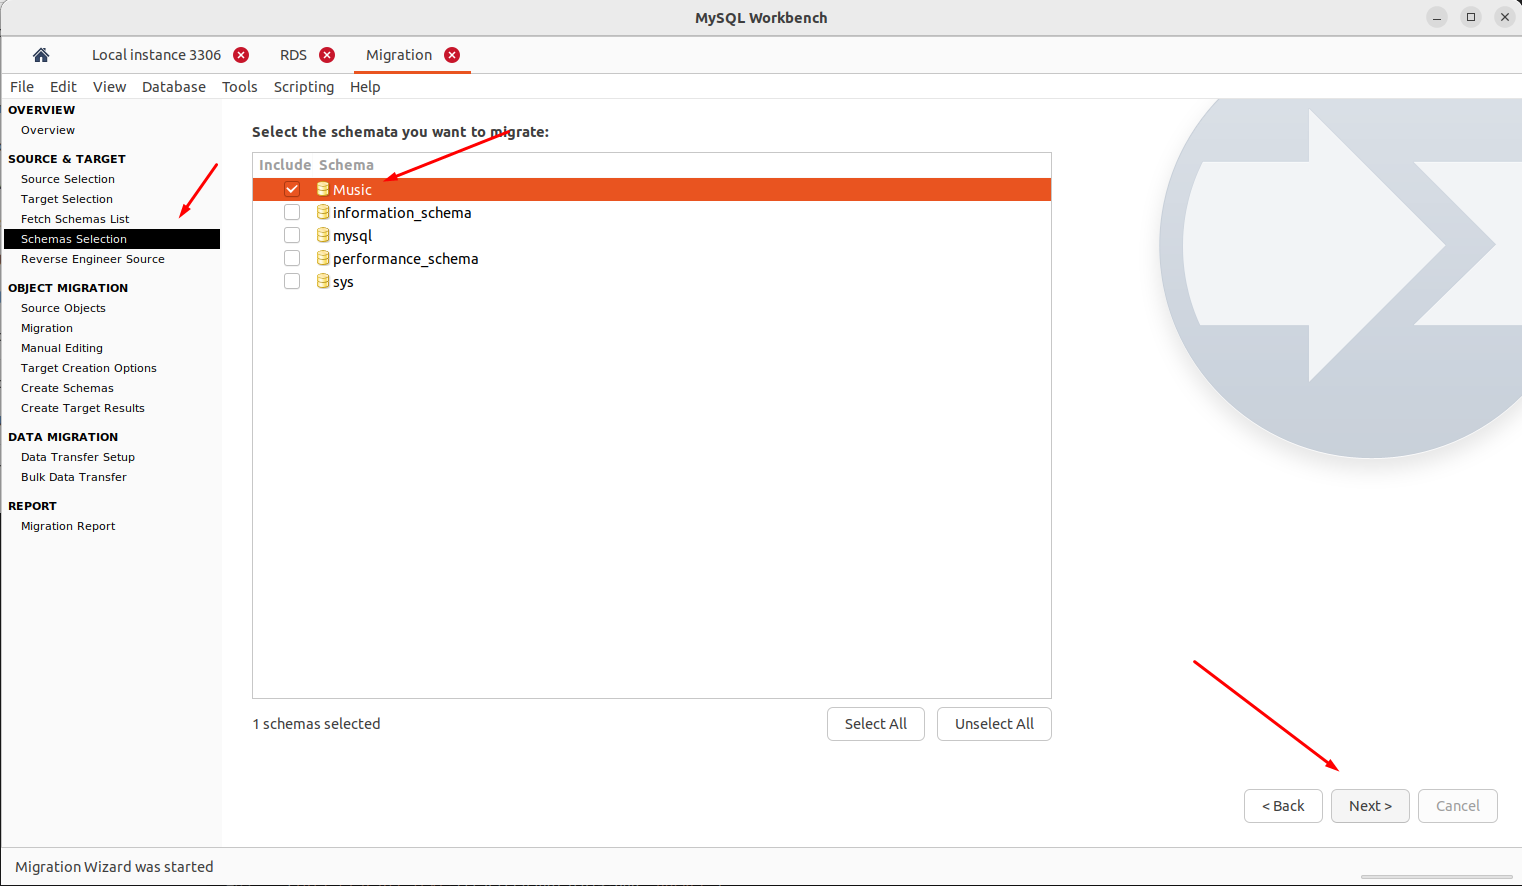 MySQL Workbench
Local instance 3306 RDS Migration
File Edit View Database Tools Scripting Help
OVERVIEW
Overview
SOURCE & TARGET
Source Selection
Target Selection
Fetch Schemas List
Schemas Selection
Reverse Engineer Source
OBJECT MIGRATION
Source Objects
Migration
Manual Editing
Target Creation Options
Create Schemas
Create Target Results
DATA MIGRATION
Data Transfer Setup
Bulk Data Transfer
REPORT
Migration Report
Select the schemata you want to migrate:
Include Schema
Music
information_schema
mysql
performance_schema
sys
1 schemas selected
Select All Unselect All
< Back Next > Cancel
Migration Wizard was started